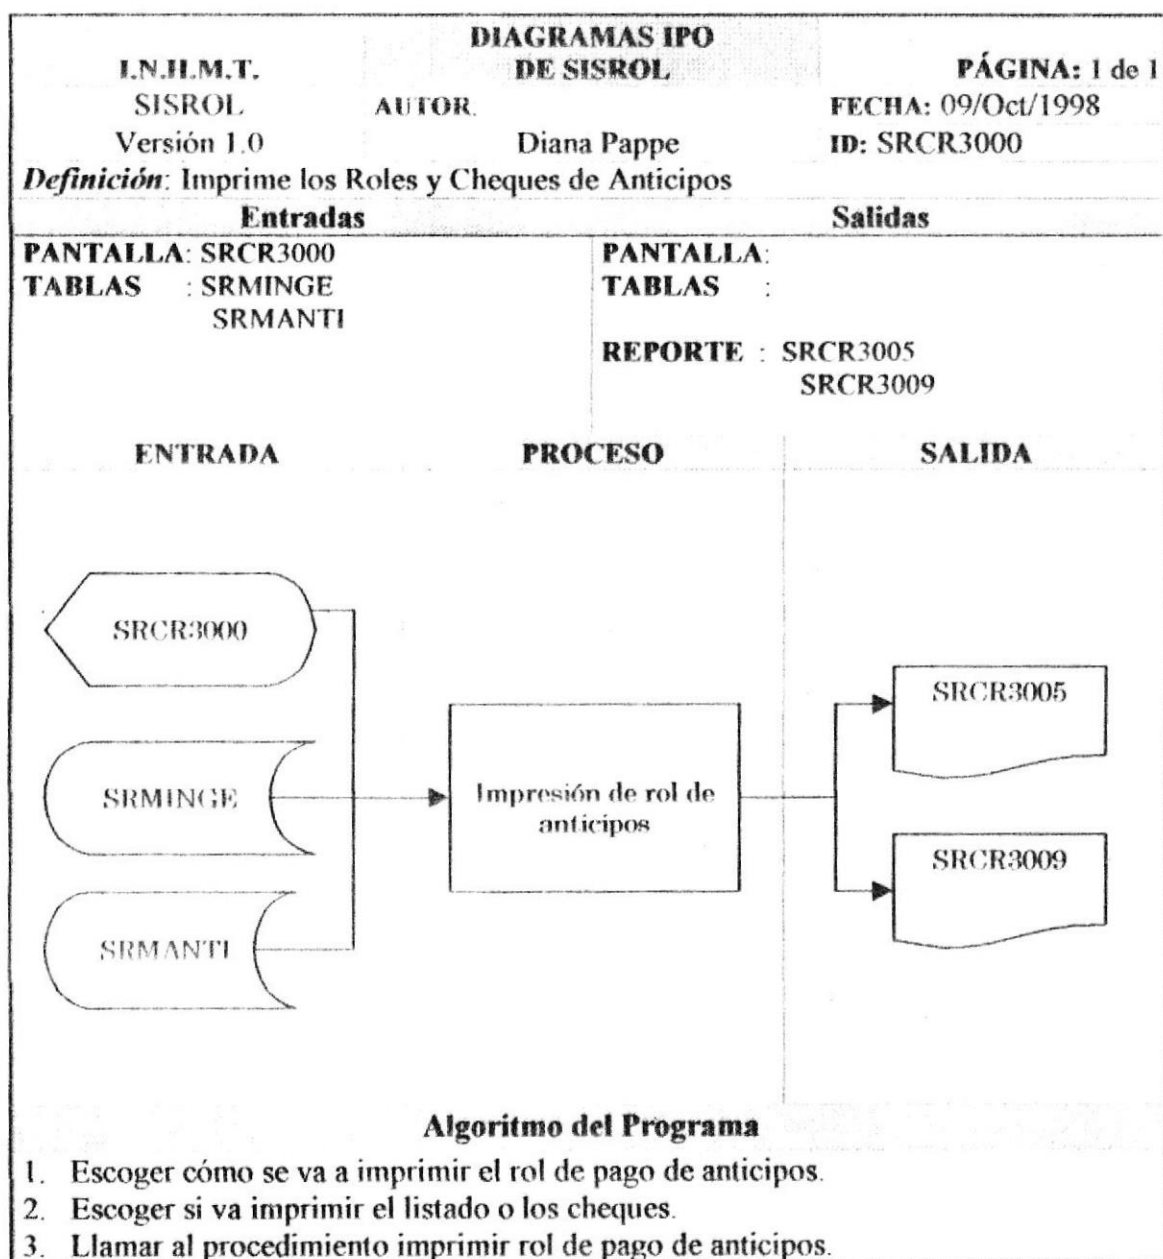 DIAGRAMAS IPO
I.N.H.M.T. DE SISROL PÁGINA: 1 de 1
SISROL AUTOR. FECHA: 09/Oct/1998
Versión 1.0 Diana Pappe ID: SRCR3000
Definición: Imprime los Roles y Cheques de Anticipos
Entradas Salidas
PANTALLA: SRCR3000 PANTALLA:
TABLAS : SRMINGE TABLAS :
SRMANTI
REPORTE : SRCR3005
SRCR3009
ENTRADA PROCESO SALIDA
SRCR3000
SRMINGE
SRMANTI
Impresión de rol de
anticipos
SRCR3005
SRCR3009
Algoritmo del Programa
1. Escoger cómo se va a imprimir el rol de pago de anticipos.
2. Escoger si va imprimir el listado o los cheques.
3. Llamar al procedimiento imprimir rol de pago de anticipos.